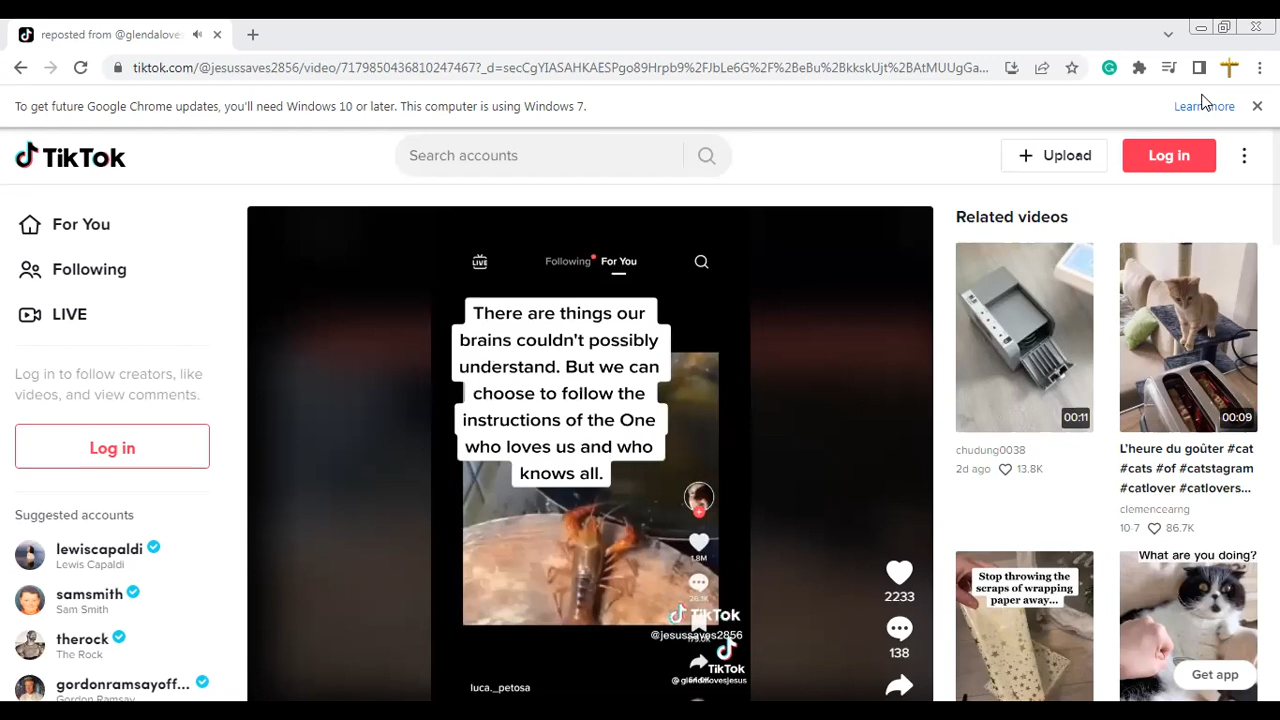 reposted from @glendalove
tiktok.com/@jesussaves2856/video/7179850436810247467?_d=secCgYIASAHKAESPgo89Hrpb9%2FJbLe6G%2F%2BeBu%2BkkskUjt%2BAtMUUgGa...
To get future Google Chrome updates, you'll need Windows 10 or later. This computer is using Windows 7.
Learn more
TikTok
Search accounts
Upload
Log in
For You
Following
LIVE
Log in to follow creators, like
videos, and view comments.
Log in
Suggested accounts
lewiscapaldi
Lewis Capaldi
samsmith
Sam Smith
therock
The Rock
gordonramsayoff...
Gordon Ramsay
LIVE
Following
For You
There are things our
brains couldn't possibly
understand. But we can
choose to follow the
instructions of the One
who loves us and who
knows all.
1.8M
TikTok
@jesussaves2856
TikTok
@glendalovesjesus
luca._petosa
2233
138
Related videos
00:11
chudung0038
2d ago 13.8K
00:09
L'heure du goûter #cat
#cats #of #catstagram
#catlover #catlovers...
clemencearng
10-7 86.7K
Stop throwing the
scraps of wrapping
paper away...
What are you doing?
Get app